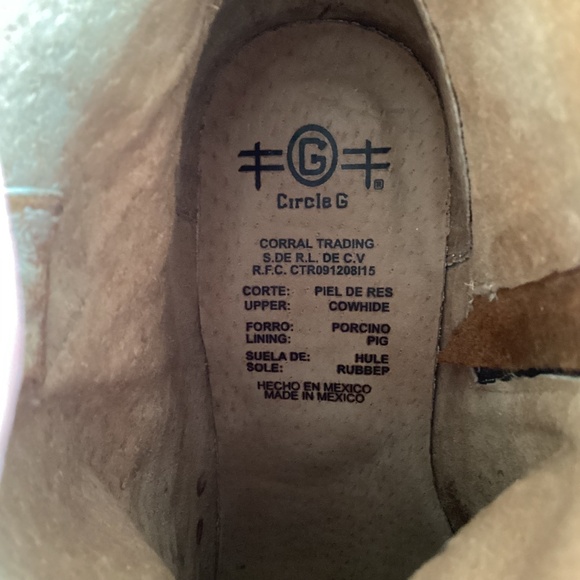 G
®
Circle G
CORRAL TRADING
S.DE R.L. DE C.V
R.F.C. CTR091208I15
CORTE: PIEL DE RES
UPPER: COWHIDE
FORRO: PORCINO
LINING: PIG
SUELA DE: HULE
SOLE: RUBBER
HECHO EN MEXICO
MADE IN MEXICO